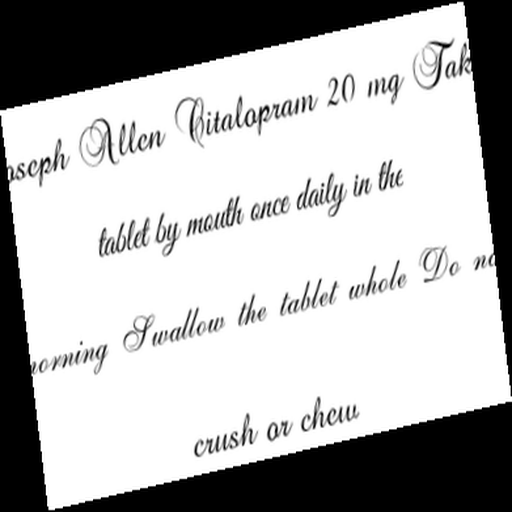 Allen Citalopram 20 mg
tablet by mouth once daily in the
Swallow the tablet whole Do
crush or chew